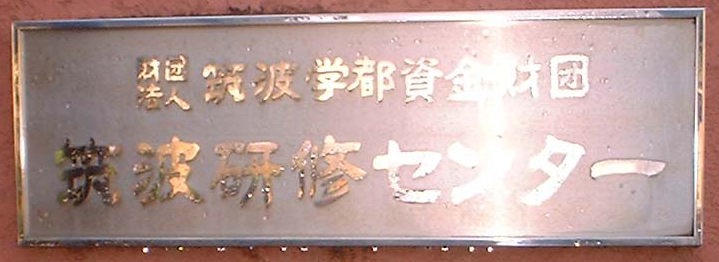 財団法人 筑波学都資金財団
筑波研修センター